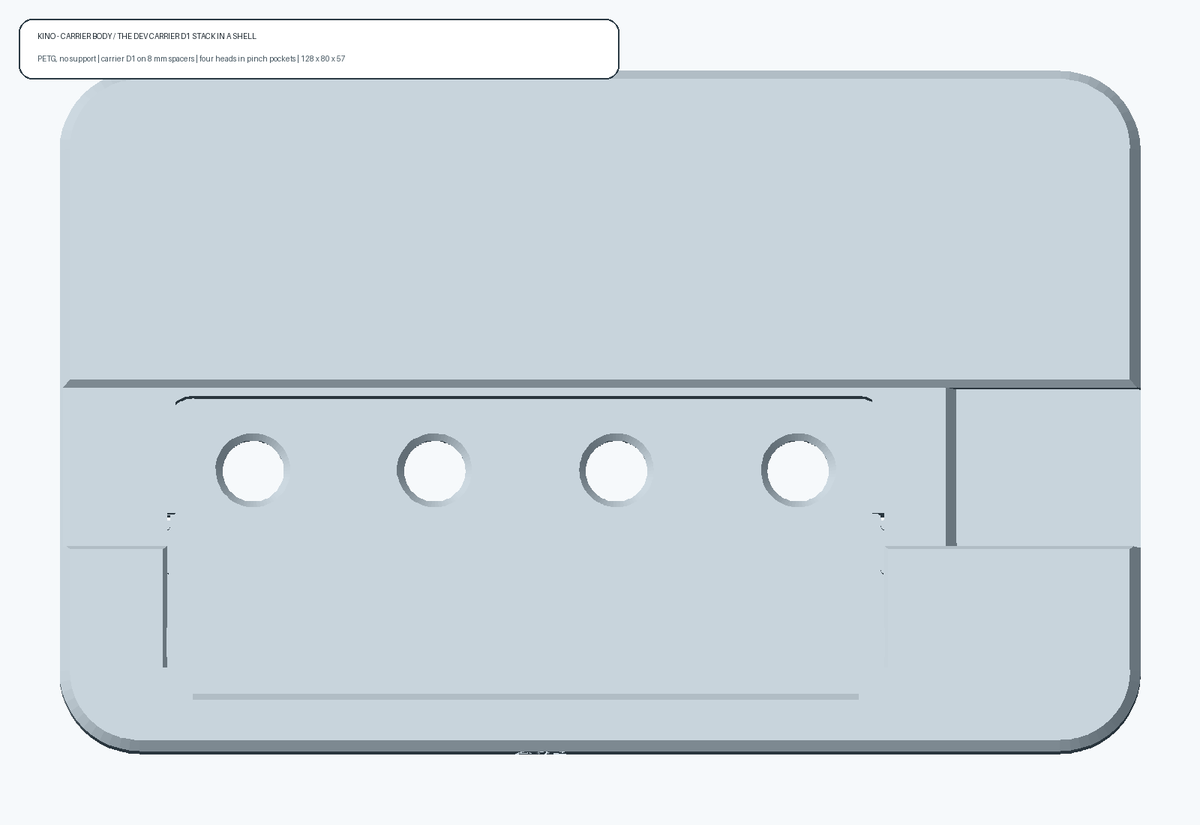 KINO - CARRIER BODY / THE DEV CARRIER D1 STACK IN A SHELL
PETG, no support | carrier D1 on 8 mm spacers | four heads in pinch pockets | 128 x 80 x 57